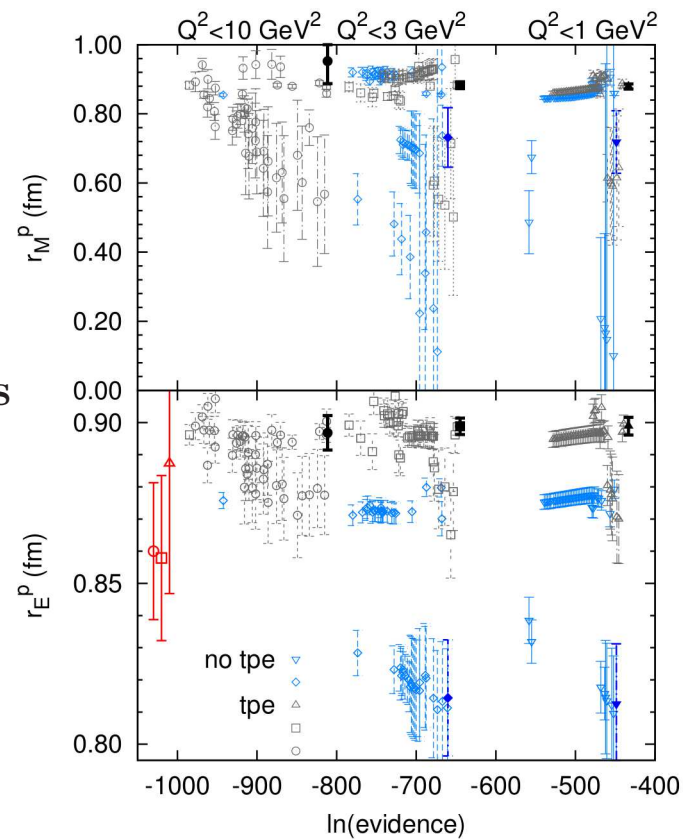 Q²<10 GeV² Q²<3 GeV² Q²<1 GeV²
1.00
0.80
0.60
0.40
0.20
0.00
r_M^p (fm)
0.90
0.85
0.80
r_E^p (fm)
no tpe
tpe
-1000 -900 -800 -700 -600 -500 -400
ln(evidence)